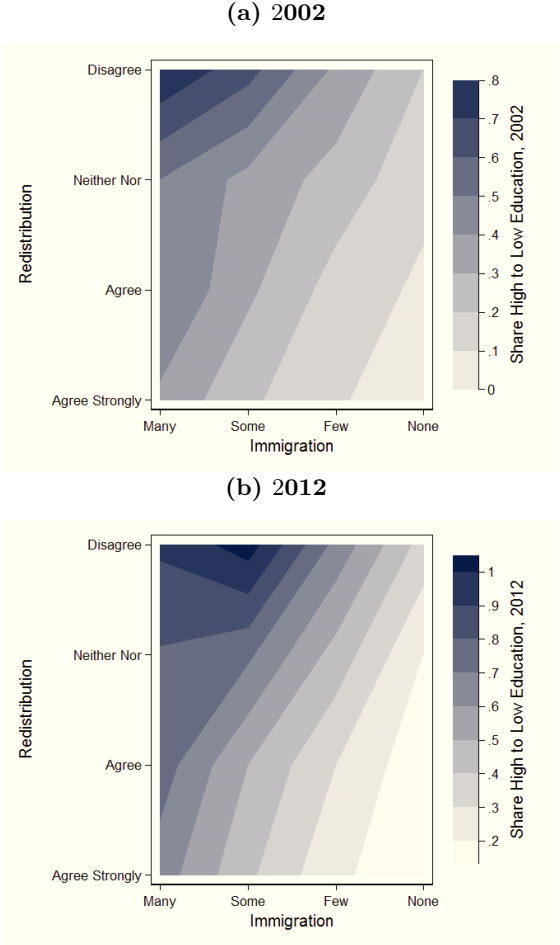 (a) 2002
Disagree
Neither Nor
Agree
Agree Strongly
Redistribution
Many
Some
Few
None
Immigration
.8
.7
.6
.5
.4
.3
.2
.1
0
Share High to Low Education, 2002
(b) 2012
Disagree
Neither Nor
Agree
Agree Strongly
Redistribution
Many
Some
Few
None
Immigration
1
.9
.8
.7
.6
.5
.4
.3
.2
Share High to Low Education, 2012